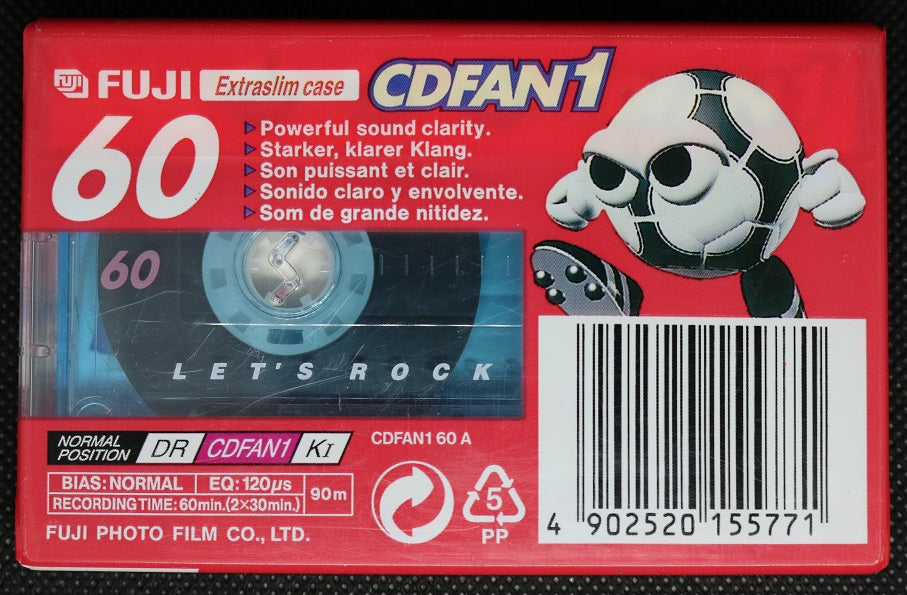 FUJI FUJI Extraslim case CDFAN1
60
Powerful sound clarity.
Starker, klarer Klang.
Son puissant et clair.
Sonido claro y envolvente.
Som de grande nitidez.
60
LET'S ROCK
NORMAL POSITION DR CDFAN1 KI
CDFAN1 60 A
BIAS: NORMAL EQ: 120µs 90m
RECORDING TIME: 60min. (2×30min.)
FUJI PHOTO FILM CO., LTD.
5
PP
4 902520 155771